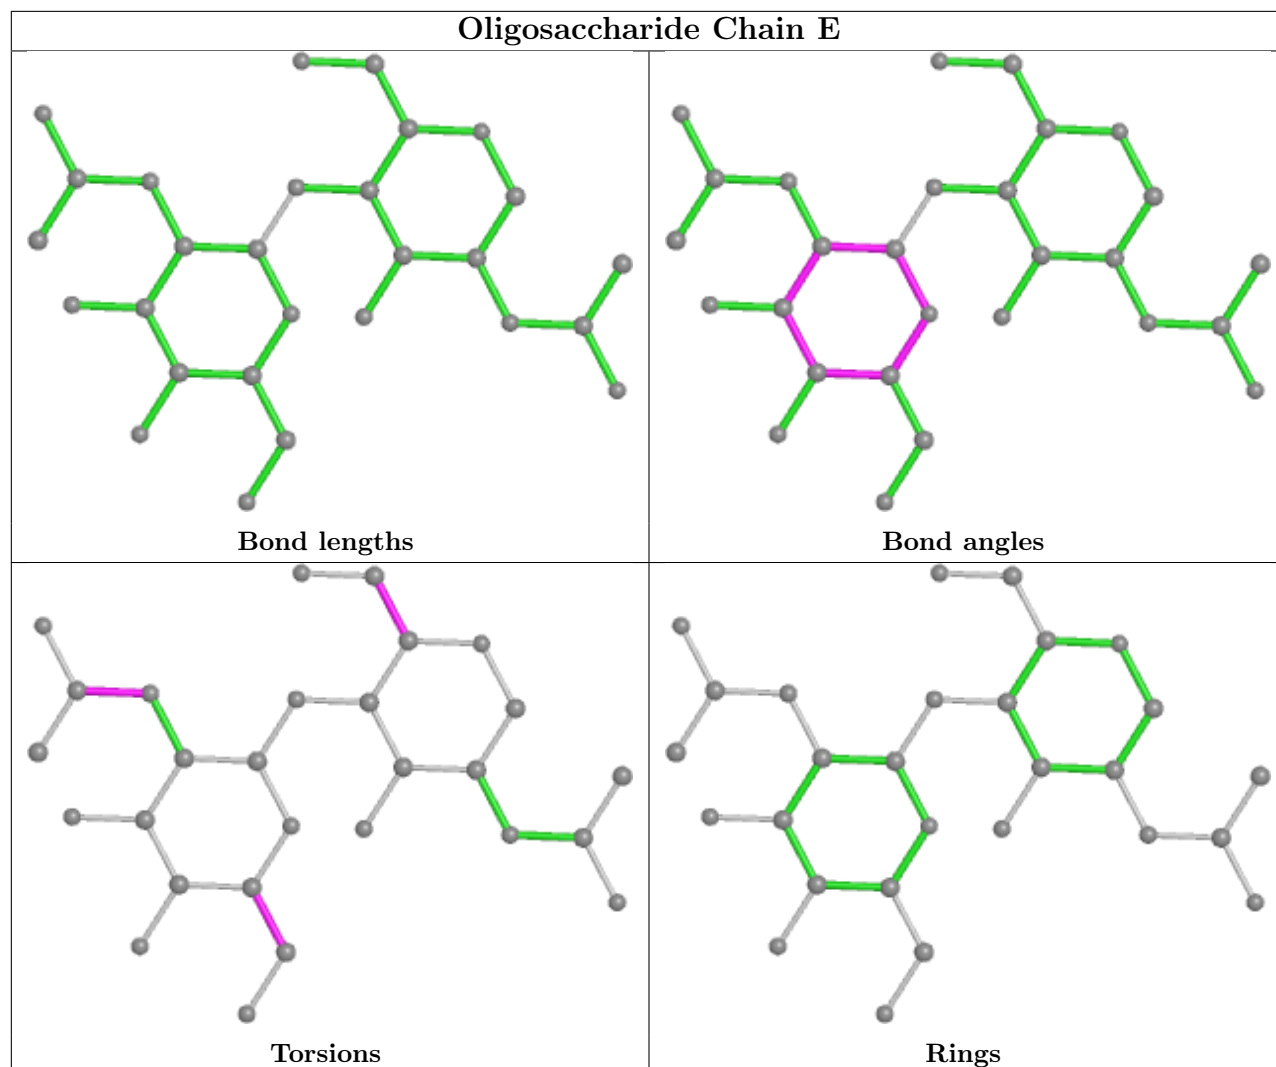 Oligosaccharide Chain E
Bond lengths
Bond angles
Torsions
Rings